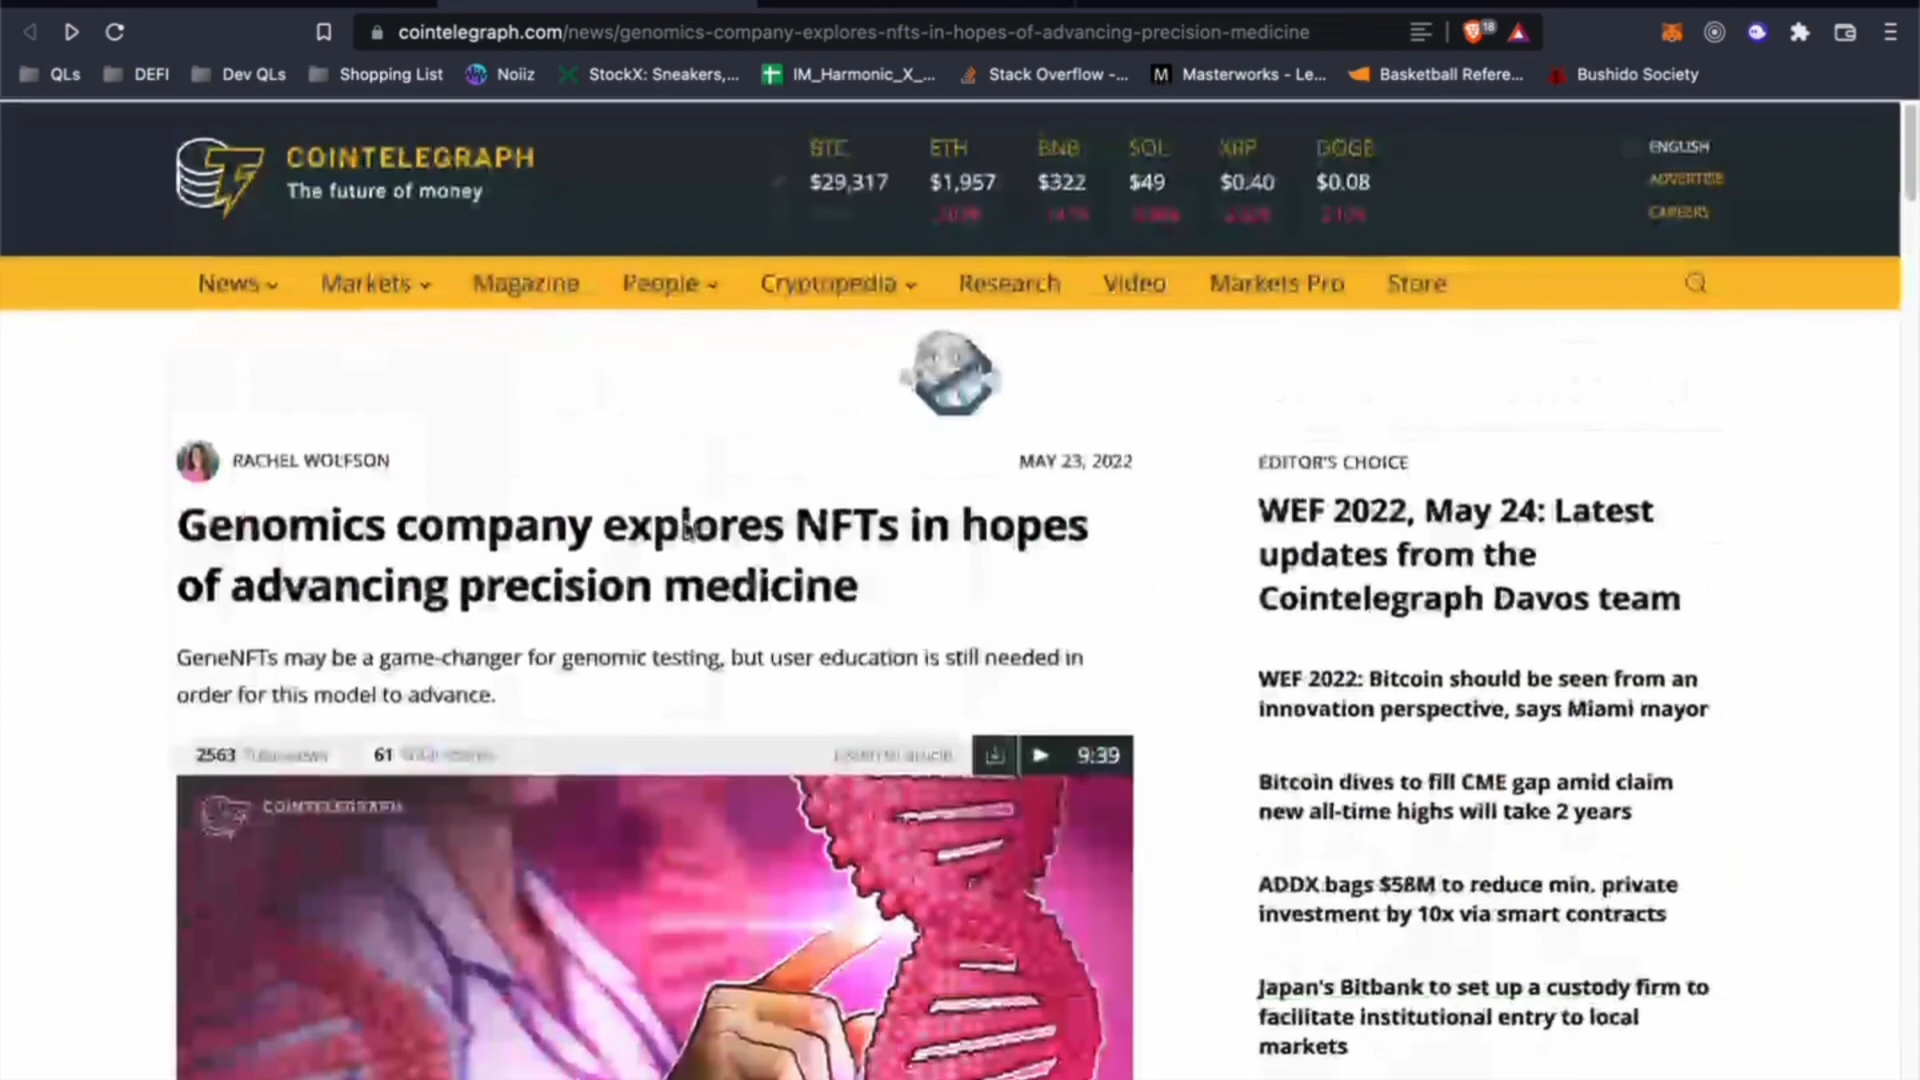 cointelegraph.com/news/genomics-company-explores-nfts-in-hopes-of-advancing-precision-medicine
18
QLs DEFI Dev QLs Shopping List Noiiz StockX: Sneakers,... IM_Harmonic_X_... Stack Overflow -... Masterworks - Le... Basketball Refere... Bushido Society
COINTELEGRAPH
The future of money
BTC ETH BNB SOL XRP DOGE
$29,317 $1,957 $322 $49 $0.40 $0.08
ENGLISH
ADVERTISE
CAREERS
News Markets Magazine People Cryptopedia Research Video Markets Pro Store
RACHEL WOLFSON
MAY 23, 2022
Genomics company explores NFTs in hopes
of advancing precision medicine
GeneNFTs may be a game-changer for genomic testing, but user education is still needed in
order for this model to advance.
2563
61
9:39
COINTELEGRAPH
EDITOR'S CHOICE
WEF 2022, May 24: Latest
updates from the
Cointelegraph Davos team
WEF 2022: Bitcoin should be seen from an
innovation perspective, says Miami mayor
Bitcoin dives to fill CME gap amid claim
new all-time highs will take 2 years
ADDX bags $58M to reduce min. private
investment by 10x via smart contracts
Japan's Bitbank to set up a custody firm to
facilitate institutional entry to local
markets